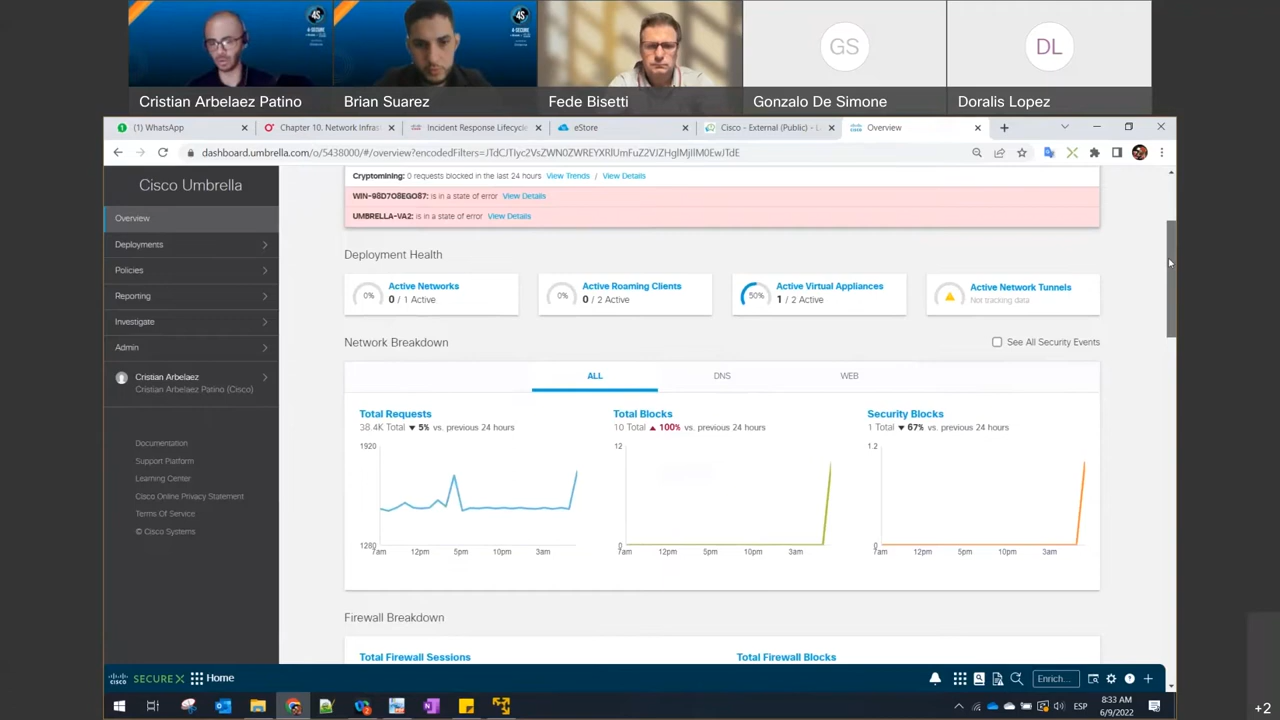 4S
4-SECURE
4S
4-SECURE
GS
DL
Cristian Arbelaez Patino
Brian Suarez
Fede Bisetti
Gonzalo De Simone
Doralis Lopez
(1) WhatsApp
Chapter 10. Network Infras
Incident Response Lifecycle
eStore
Cisco - External (Public) - L
Overview
dashboard.umbrella.com/o/5438000/#/overview?encodedFilters=JTdCJTIyc2VsZWN0ZWREYXRlUmFuZ2VJZHglMjIlM0EwJTdE
Cisco Umbrella
Overview
Deployments
Policies
Reporting
Investigate
Admin
Cristian Arbelaez
Cristian Arbelaez Patino (Cisco)
Documentation
Support Platform
Learning Center
Cisco Online Privacy Statement
Terms Of Service
© Cisco Systems
Cryptomining: 0 requests blocked in the last 24 hours View Trends / View Details
WIN-98D7O8EGO87: is in a state of error View Details
UMBRELLA-VA2: is in a state of error View Details
Deployment Health
0% Active Networks
0 / 1 Active
0% Active Roaming Clients
0 / 2 Active
50% Active Virtual Appliances
1 / 2 Active
Active Network Tunnels
Not tracking data
Network Breakdown
See All Security Events
ALL
DNS
WEB
Total Requests
38.4K Total ▼ 5% vs. previous 24 hours
1920
1280
7am 12pm 5pm 10pm 3am
Total Blocks
10 Total ▲ 100% vs. previous 24 hours
12
0
7am 12pm 5pm 10pm 3am
Security Blocks
1 Total ▼ 67% vs. previous 24 hours
1.2
0
7am 12pm 5pm 10pm 3am
Firewall Breakdown
Total Firewall Sessions
Total Firewall Blocks
SECURE X Home
Enrich...
ESP
8:33 AM
6/9/2022
+2